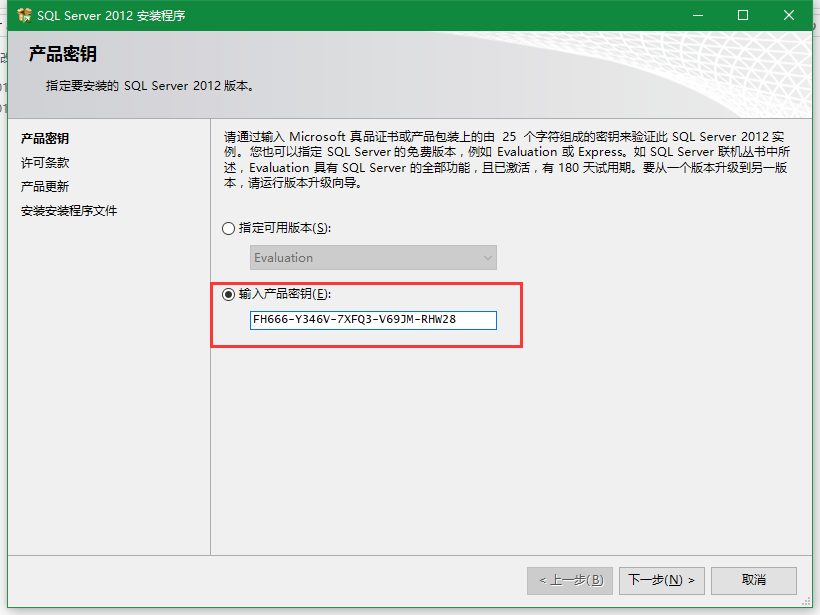 SQL Server 2012 安装程序
产品密钥
指定要安装的 SQL Server 2012 版本。
产品密钥
许可条款
产品更新
安装安装程序文件
请通过输入 Microsoft 真品证书或产品包装上的由 25 个字符组成的密钥来验证此 SQL Server 2012 实
例。您也可以指定 SQL Server 的免费版本，例如 Evaluation 或 Express。如 SQL Server 联机丛书中所
述，Evaluation 具有 SQL Server 的全部功能，且已激活，有 180 天试用期。要从一个版本升级到另一版
本，请运行版本升级向导。
指定可用版本(S):
Evaluation
输入产品密钥(E):
FH666-Y346V-7XFQ3-V69JM-RHW28
< 上一步(B)
下一步(N) >
取消